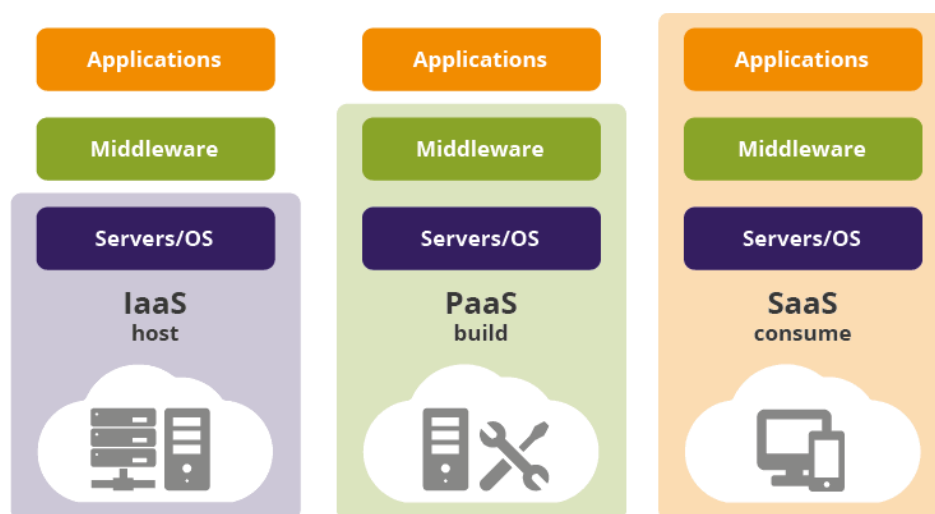 Applications
Middleware
Servers/OS
IaaS
host
Applications
Middleware
Servers/OS
PaaS
build
Applications
Middleware
Servers/OS
SaaS
consume